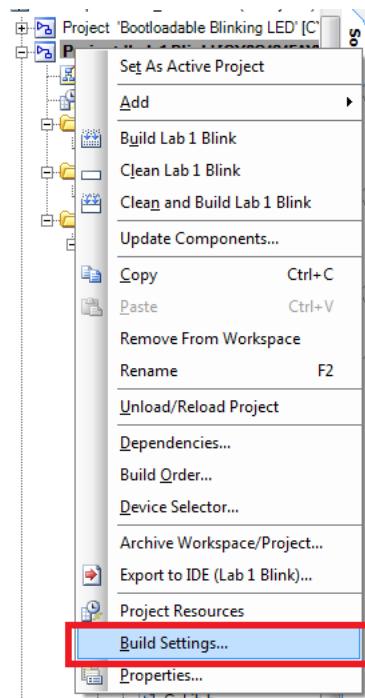 Project 'Bootloadable Blinking LED' [C
So
Set As Active Project
Add
Build Lab 1 Blink
Clean Lab 1 Blink
Clean and Build Lab 1 Blink
Update Components...
Copy Ctrl+C
Paste Ctrl+V
Remove From Workspace
Rename F2
Unload/Reload Project
Dependencies...
Build Order...
Device Selector...
Archive Workspace/Project...
Export to IDE (Lab 1 Blink)...
Project Resources
Build Settings...
Properties...